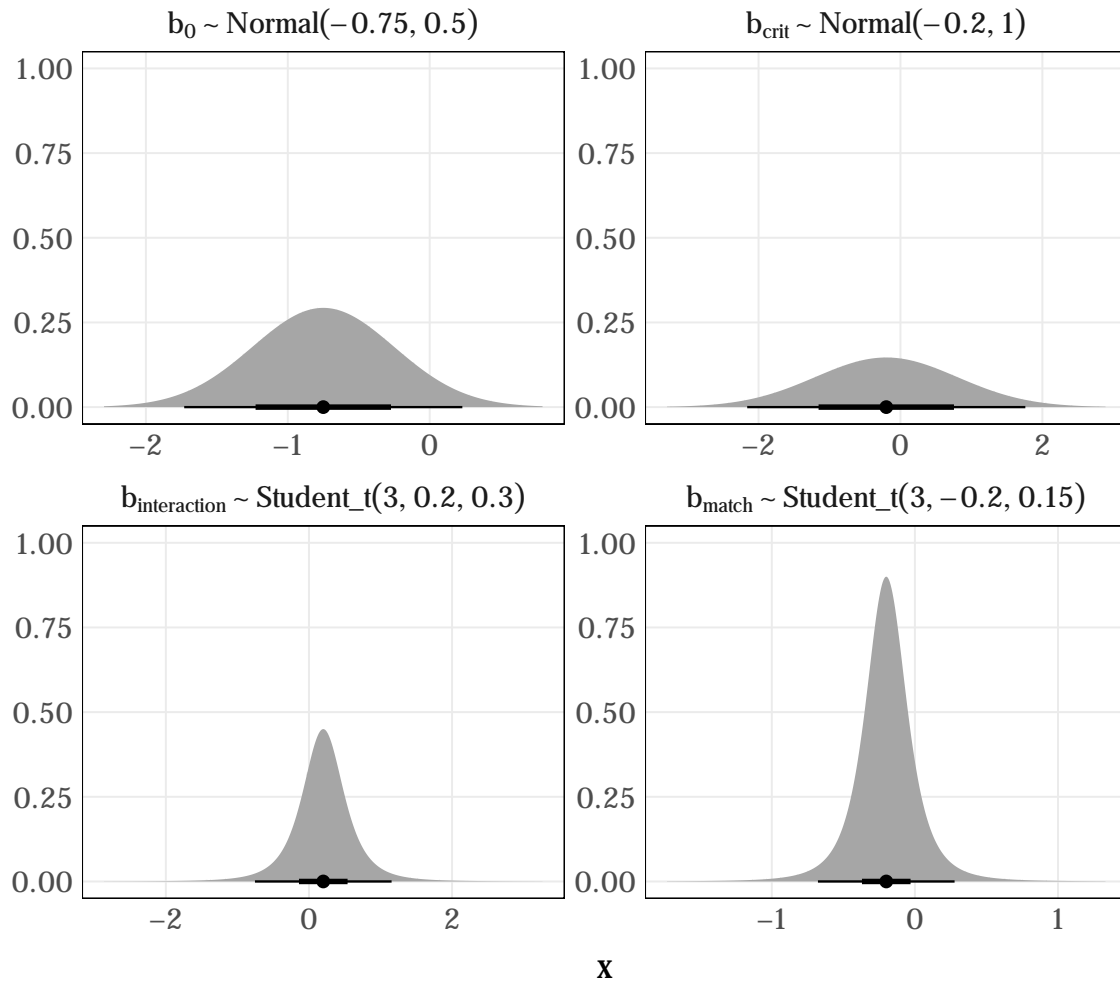 b0 ~ Normal(−0.75, 0.5)
bcrit ~ Normal(−0.2, 1)
1.00
0.75
0.50
0.25
0.00
−2 −1 0
1.00
0.75
0.50
0.25
0.00
−2 0 2
binteraction ~ Student_t(3, 0.2, 0.3)
bmatch ~ Student_t(3, −0.2, 0.15)
1.00
0.75
0.50
0.25
0.00
−2 0 2
1.00
0.75
0.50
0.25
0.00
−1 0 1
x